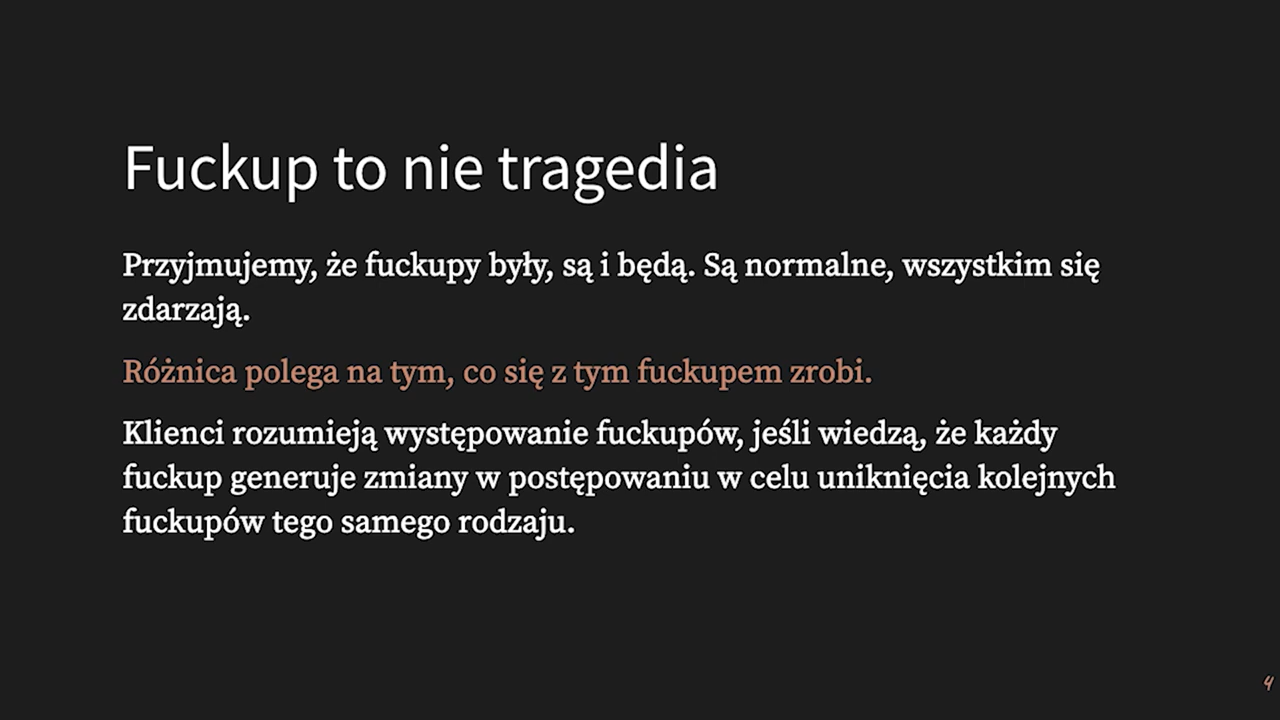 Fuckup to nie tragedia
Przyjmujemy, że fuckupy były, są i będą. Są normalne, wszystkim się
zdarzają.
Różnica polega na tym, co się z tym fuckupem zrobi.
Klienci rozumieją występowanie fuckupów, jeśli wiedzą, że każdy
fuckup generuje zmiany w postępowaniu w celu uniknięcia kolejnych
fuckupów tego samego rodzaju.
4